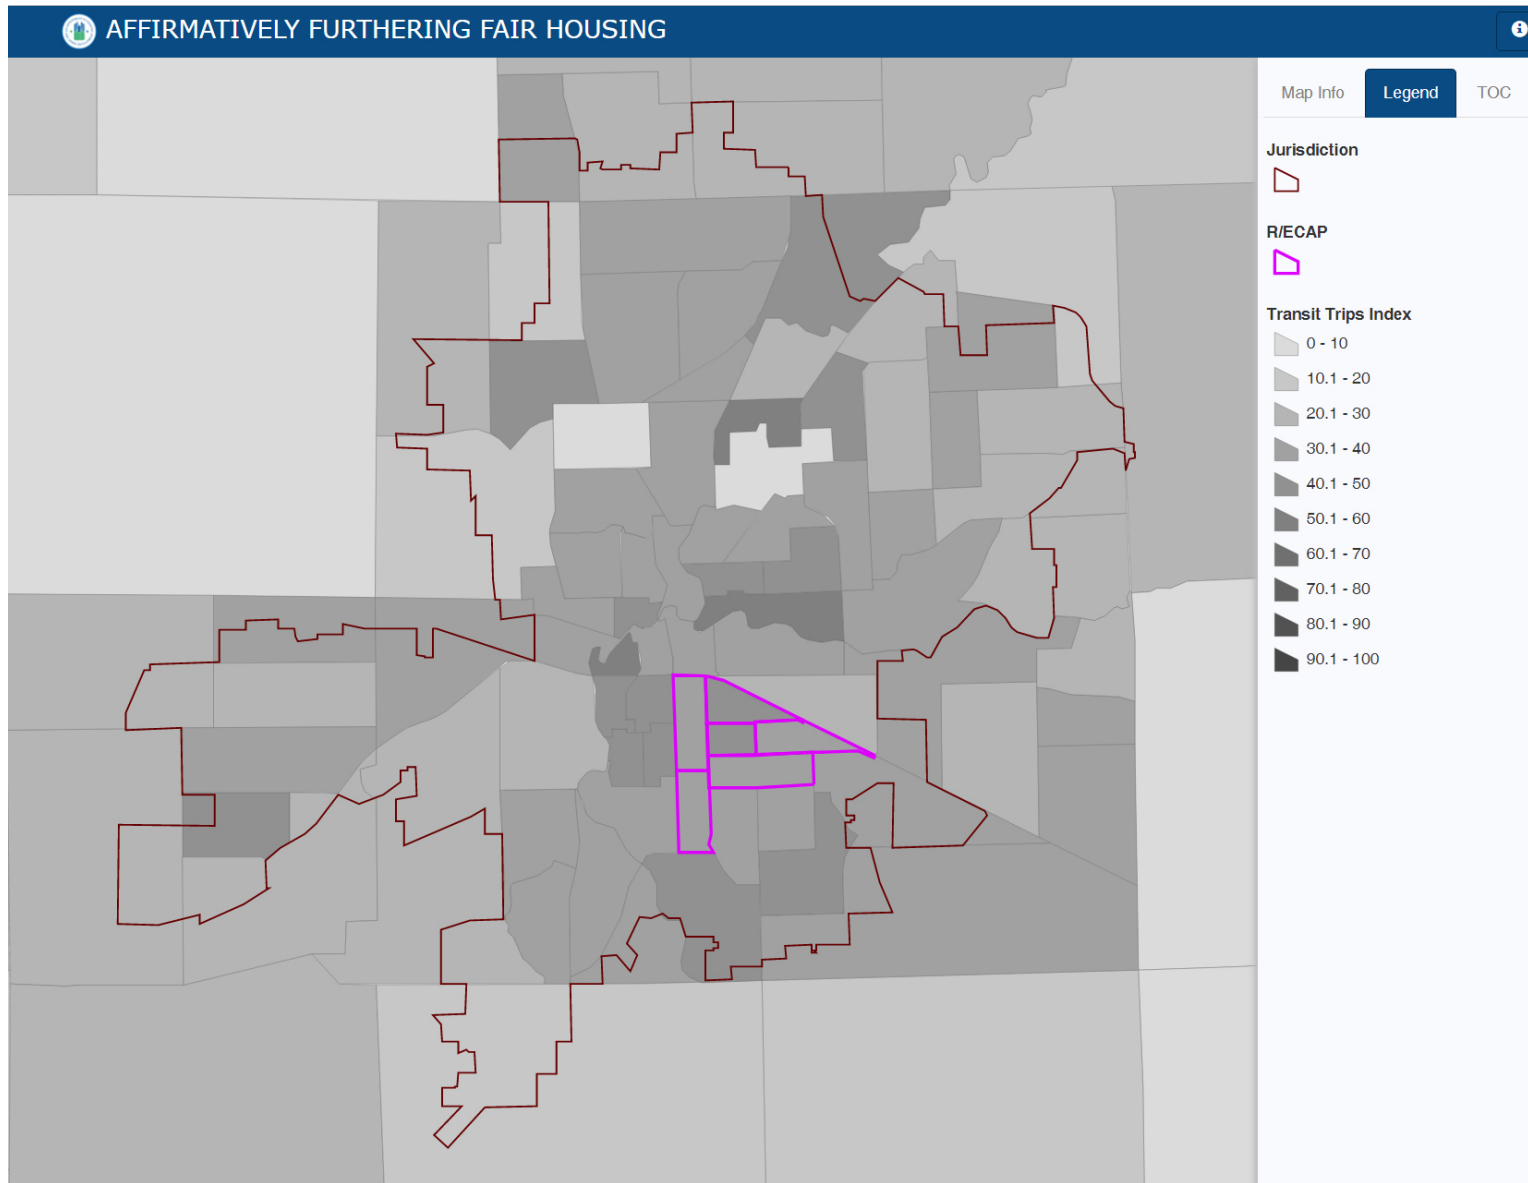 AFFIRMATIVELY FURTHERING FAIR HOUSING
Map Info Legend TOC
Jurisdiction
R/ECAP
Transit Trips Index
0 - 10
10.1 - 20
20.1 - 30
30.1 - 40
40.1 - 50
50.1 - 60
60.1 - 70
70.1 - 80
80.1 - 90
90.1 - 100